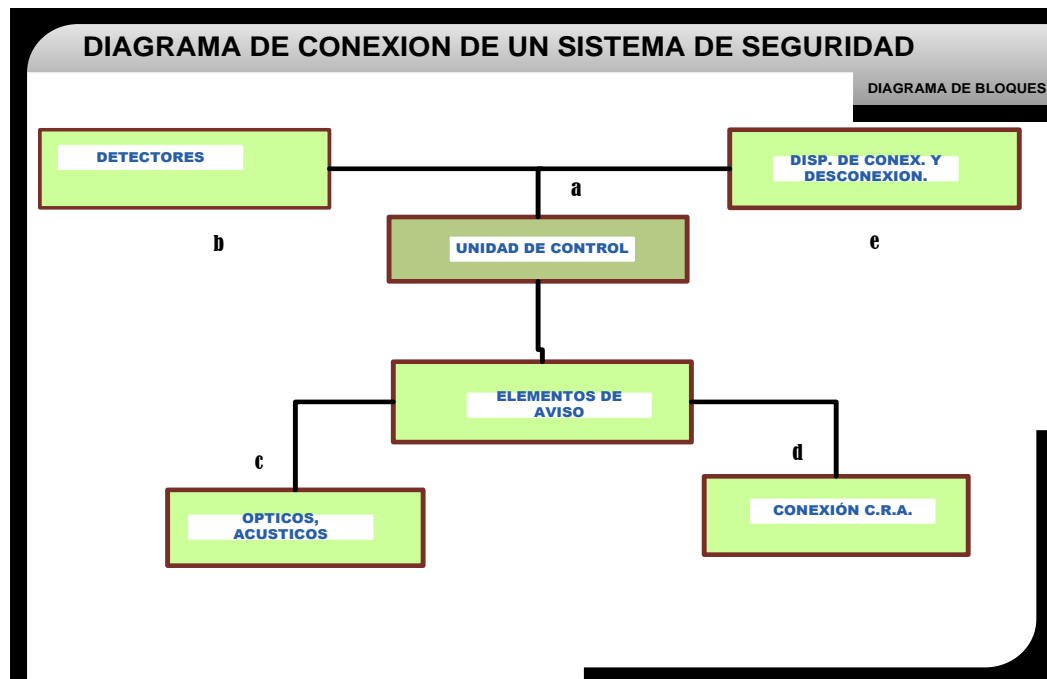 DIAGRAMA DE CONEXION DE UN SISTEMA DE SEGURIDAD
DIAGRAMA DE BLOQUES
DETECTORES
DISP. DE CONEX. Y
DESCONEXION.
a
b
UNIDAD DE CONTROL
e
ELEMENTOS DE
AVISO
c
d
OPTICOS,
ACUSTICOS
CONEXIÓN C.R.A.